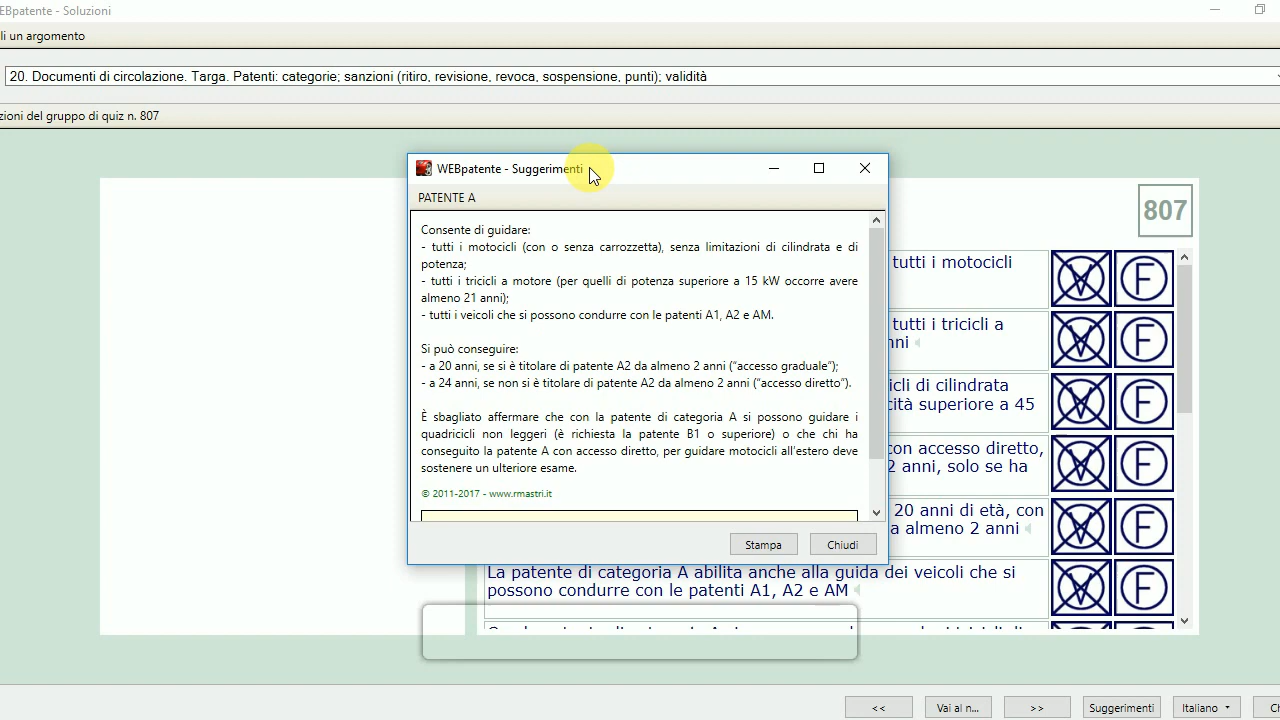 EBpatente - Soluzioni
li un argomento
20. Documenti di circolazione. Targa. Patenti: categorie; sanzioni (ritiro, revisione, revoca, sospensione, punti); validità
zioni del gruppo di quiz n. 807
WEBpatente - Suggerimenti
PATENTE A
Consente di guidare:
- tutti i motocicli (con o senza carrozzetta), senza limitazioni di cilindrata e di
potenza;
- tutti i tricicli a motore (per quelli di potenza superiore a 15 kW occorre avere
almeno 21 anni);
- tutti i veicoli che si possono condurre con le patenti A1, A2 e AM.
Si può conseguire:
- a 20 anni, se si è titolare di patente A2 da almeno 2 anni ("accesso graduale");
- a 24 anni, se non si è titolare di patente A2 da almeno 2 anni ("accesso diretto").
È sbagliato affermare che con la patente di categoria A si possono guidare i
quadricicli non leggeri (è richiesta la patente B1 o superiore) o che chi ha
conseguito la patente A con accesso diretto, per guidare motocicli all'estero deve
sostenere un ulteriore esame.
© 2011-2017 - www.rmastri.it
Stampa
Chiudi
807
tutti i motocicli
V F
tutti i tricicli a
nni
V F
icli di cilindrata
cità superiore a 45
V F
con accesso diretto,
2 anni, solo se ha
V F
20 anni di età, con
a almeno 2 anni
V F
La patente di categoria A abilita anche alla guida dei veicoli che si
possono condurre con le patenti A1, A2 e AM
V F
<<
Vai al n...
>>
Suggerimenti
Italiano
C